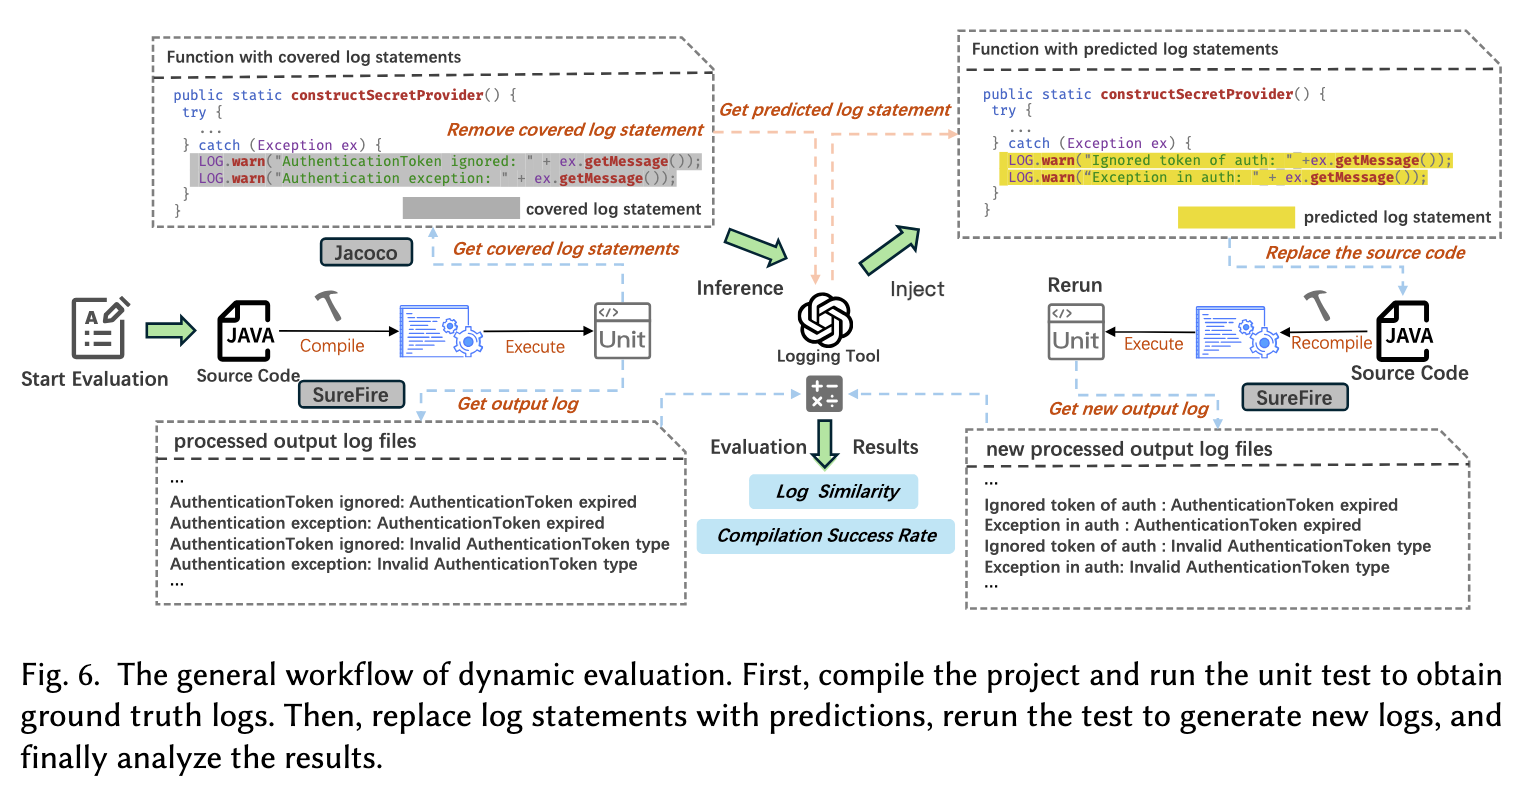 Function with covered log statements
public static constructSecretProvider() {
try {
...
} catch (Exception ex) {
LOG.warn("AuthenticationToken ignored: " + ex.getMessage());
LOG.warn("Authentication exception: " + ex.getMessage());
}
}
covered log statement
Remove covered log statement
Get predicted log statement
Function with predicted log statements
public static constructSecretProvider() {
try {
...
} catch (Exception ex) {
LOG.warn("Ignored token of auth: " +ex.getMessage());
LOG.warn(“Exception in auth: " + ex.getMessage());
}
}
predicted log statement
Jacoco
Get covered log statements
Inference
Inject
Replace the source code
Rerun
Start Evaluation
A
JAVA
Source Code
Compile
Execute
</>
Unit
Logging Tool
</>
Unit
Execute
Recompile
JAVA
Source Code
SureFire
Get output log
Get new output log
SureFire
processed output log files
...
AuthenticationToken ignored: AuthenticationToken expired
Authentication exception: AuthenticationToken expired
AuthenticationToken ignored: Invalid AuthenticationToken type
Authentication exception: Invalid AuthenticationToken type
...
Evaluation Results
Log Similarity
Compilation Success Rate
new processed output log files
...
Ignored token of auth : AuthenticationToken expired
Exception in auth : AuthenticationToken expired
Ignored token of auth : Invalid AuthenticationToken type
Exception in auth: Invalid AuthenticationToken type
...
Fig. 6. The general workflow of dynamic evaluation. First, compile the project and run the unit test to obtain
ground truth logs. Then, replace log statements with predictions, rerun the test to generate new logs, and
finally analyze the results.